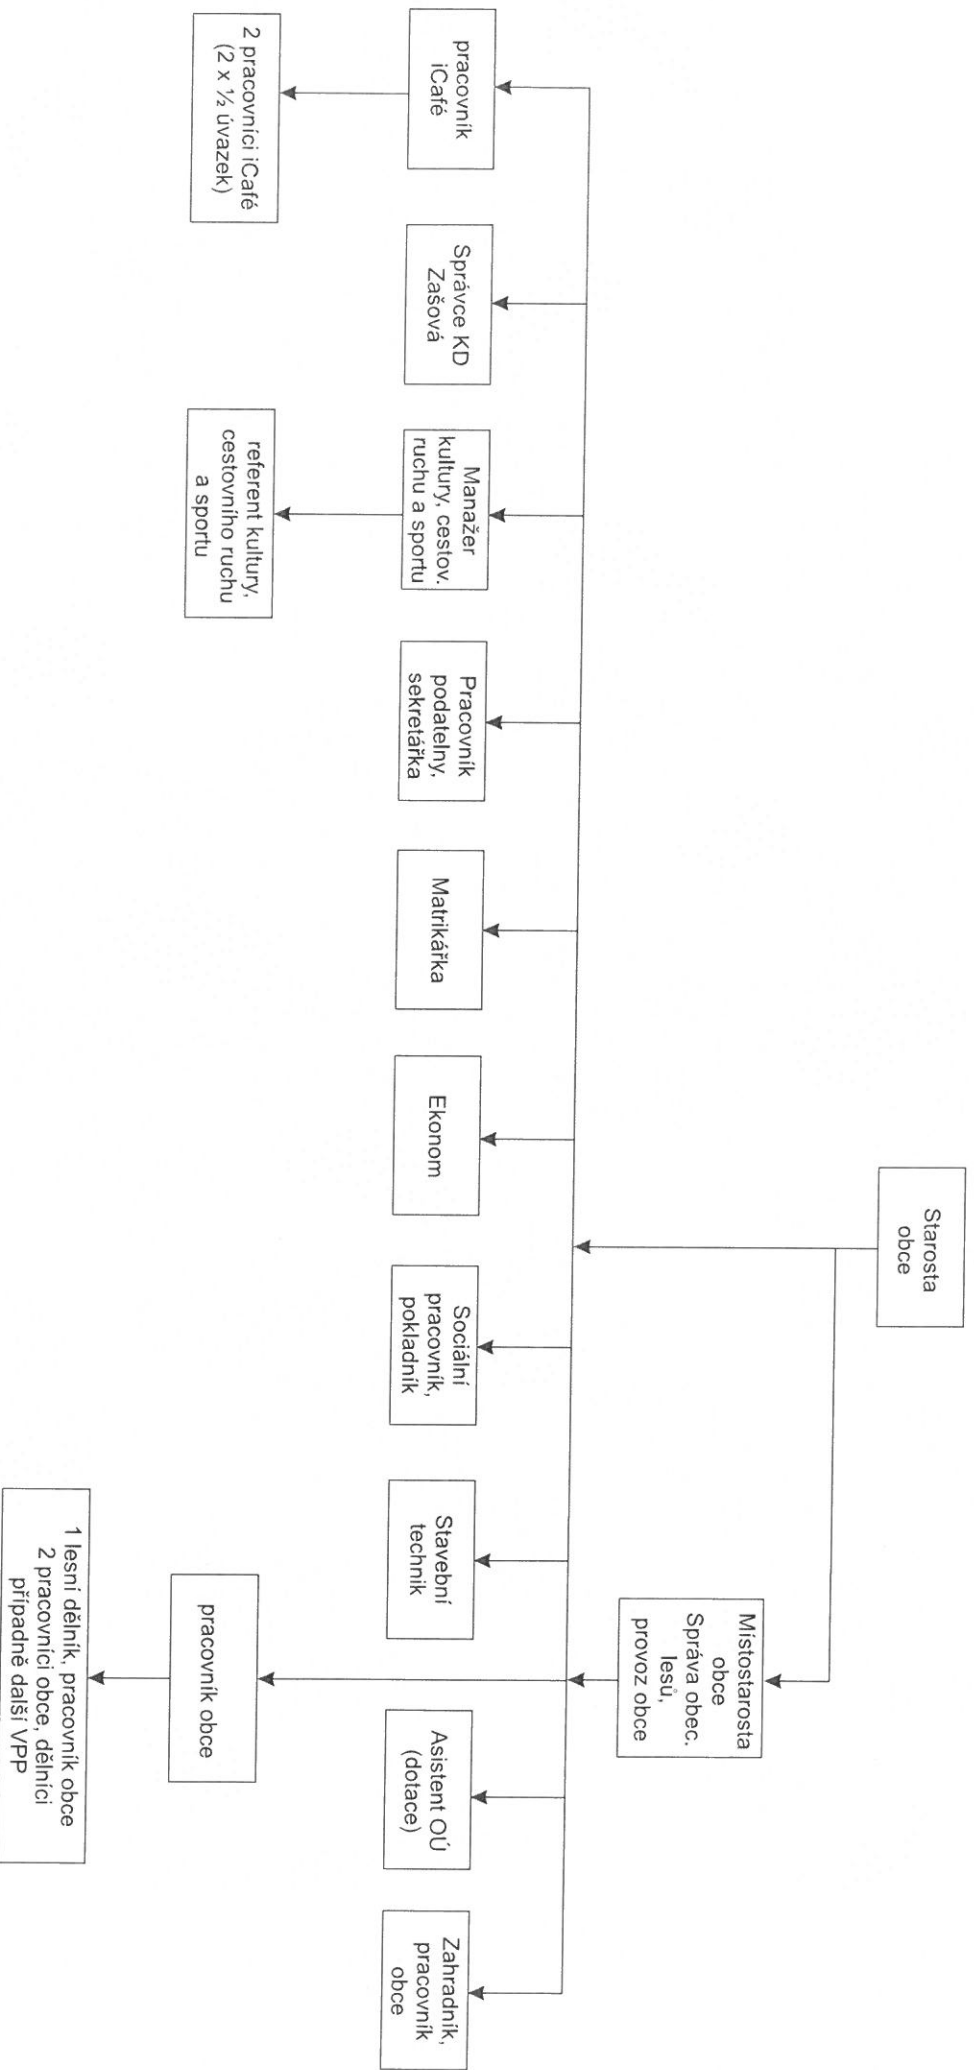 Starosta
obce
Místostarosta
obce
Správa obec.
lesů,
provoz obce
pracovník
iCafé
Správce KD
Zašová
Manažer
kultury, cestov.
ruchu a sportu
Pracovník
podatelny,
sekretářka
Matrikářka
Ekonom
Sociální
pracovník,
pokladník
Stavební
technik
Asistent OÚ
(dotace)
Zahradník,
pracovník
obce
2 pracovníci iCafé
(2 x ½ úvazek)
referent kultury,
cestovního ruchu
a sportu
pracovník obce
1 lesní dělník, pracovník obce
2 pracovníci obce, dělníci
případně další VPP